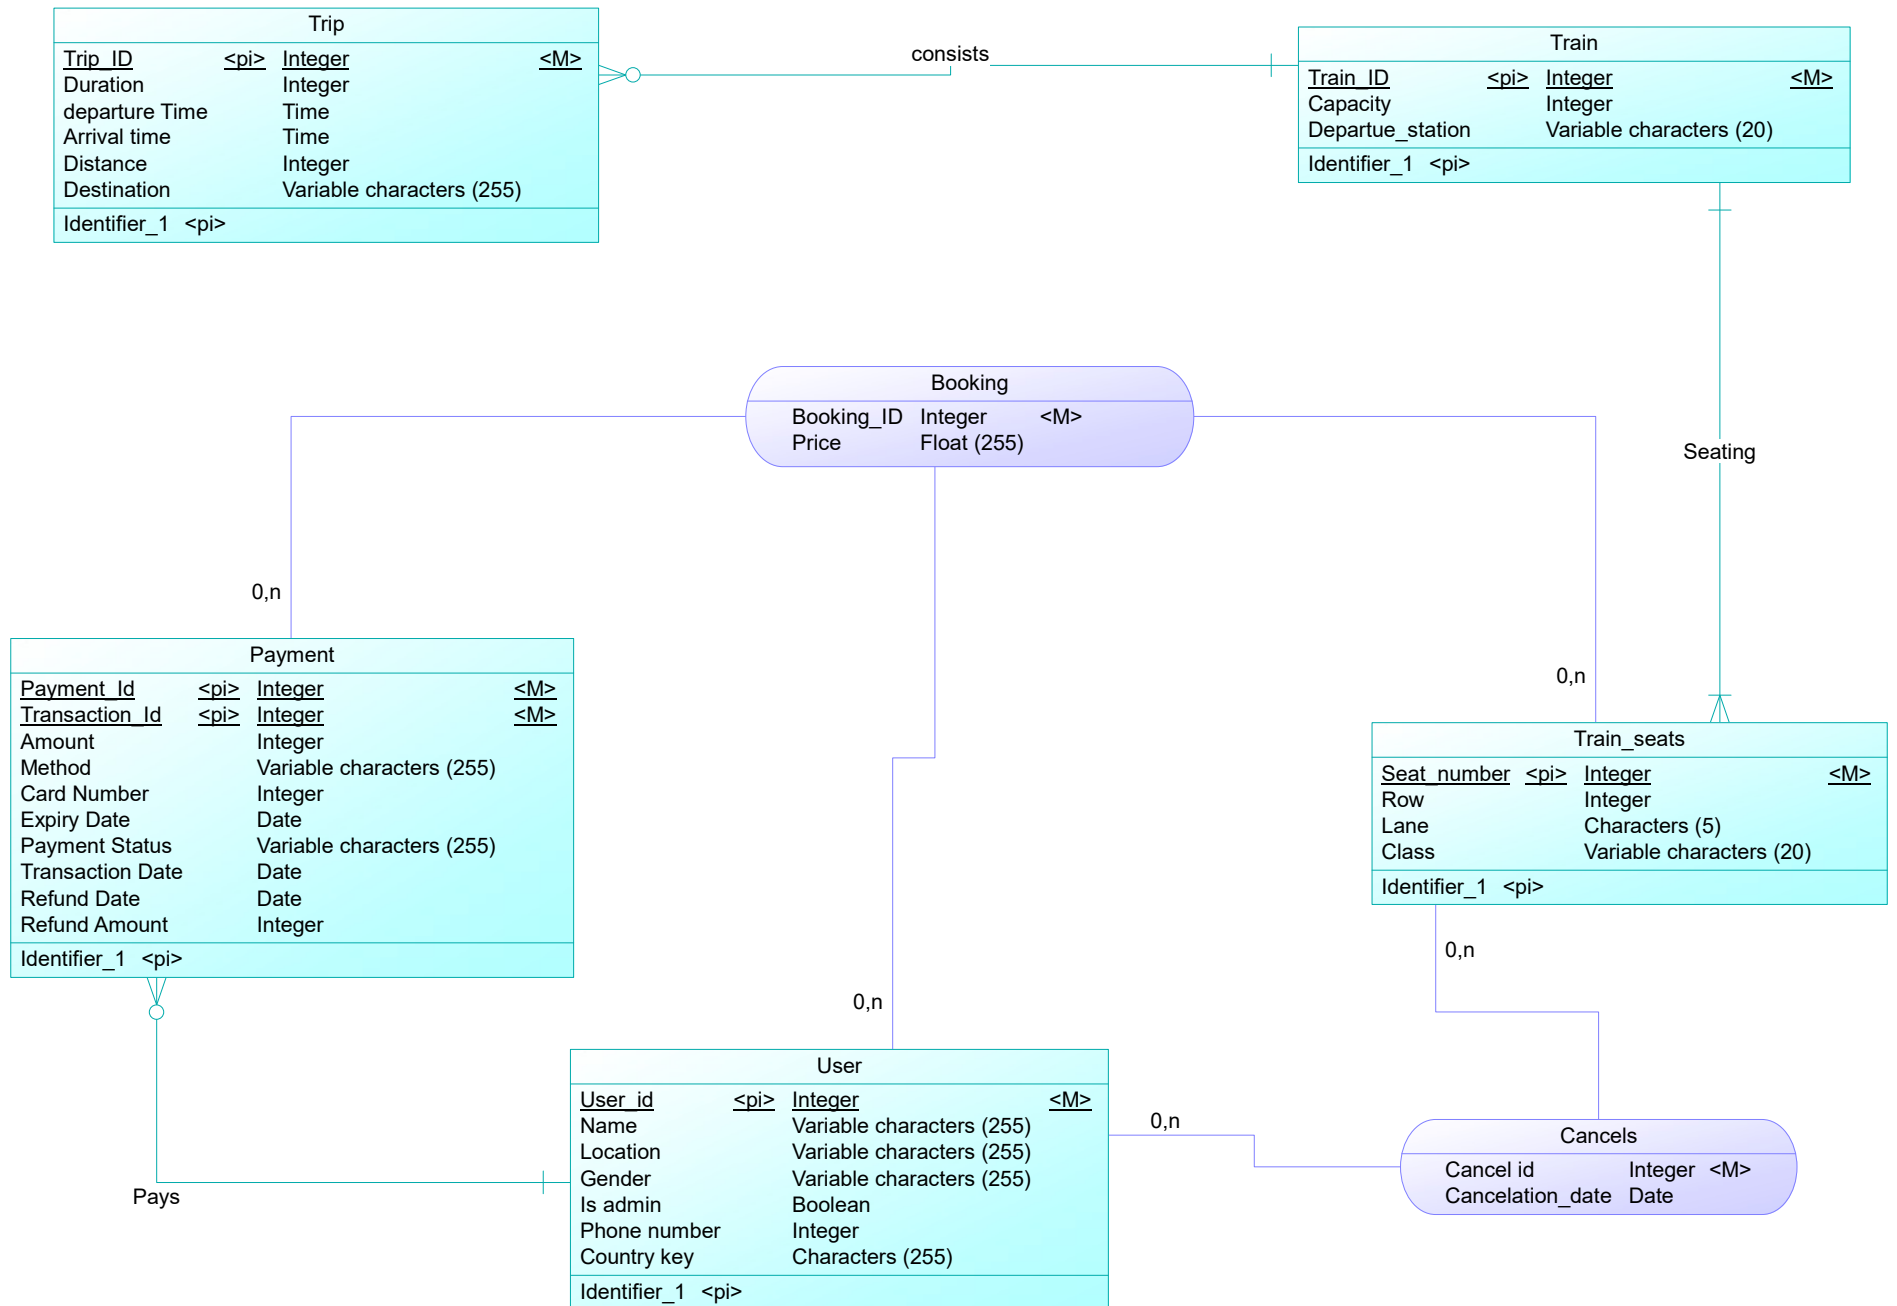 Trip
Trip_ID <pi> Integer <M>
Duration Integer
departure Time Time
Arrival time Time
Distance Integer
Destination Variable characters (255)
Identifier_1 <pi>
consists
Train
Train_ID <pi> Integer <M>
Capacity Integer
Departue_station Variable characters (20)
Identifier_1 <pi>
Booking
Booking_ID Integer <M>
Price Float (255)
Seating
0,n
Payment
Payment_Id <pi> Integer <M>
Transaction_Id <pi> Integer <M>
Amount Integer
Method Variable characters (255)
Card Number Integer
Expiry Date Date
Payment Status Variable characters (255)
Transaction Date Date
Refund Date Date
Refund Amount Integer
Identifier_1 <pi>
0,n
Train_seats
Seat_number <pi> Integer <M>
Row Integer
Lane Characters (5)
Class Variable characters (20)
Identifier_1 <pi>
0,n
0,n
User
User_id <pi> Integer <M>
Name Variable characters (255)
Location Variable characters (255)
Gender Variable characters (255)
Is admin Boolean
Phone number Integer
Country key Characters (255)
Identifier_1 <pi>
Pays
0,n
Cancels
Cancel id Integer <M>
Cancelation_date Date